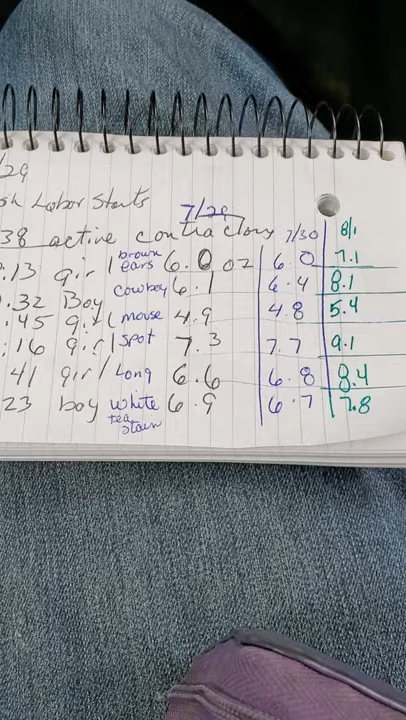 /29
sh Labor Starts
7/29
38 active contractions 7/30 8/1
:13 girl brown ears 6.0 oz 6.0 7.1
.32 Boy cowboy 6.1 6.4 8.1
.45 girl mouse 4.9 4.8 5.4
:16 girl spot 7.3 7.7 9.1
41 girl Long 6.6 6.8 8.4
23 boy white tea stain 6.9 6.7 7.8